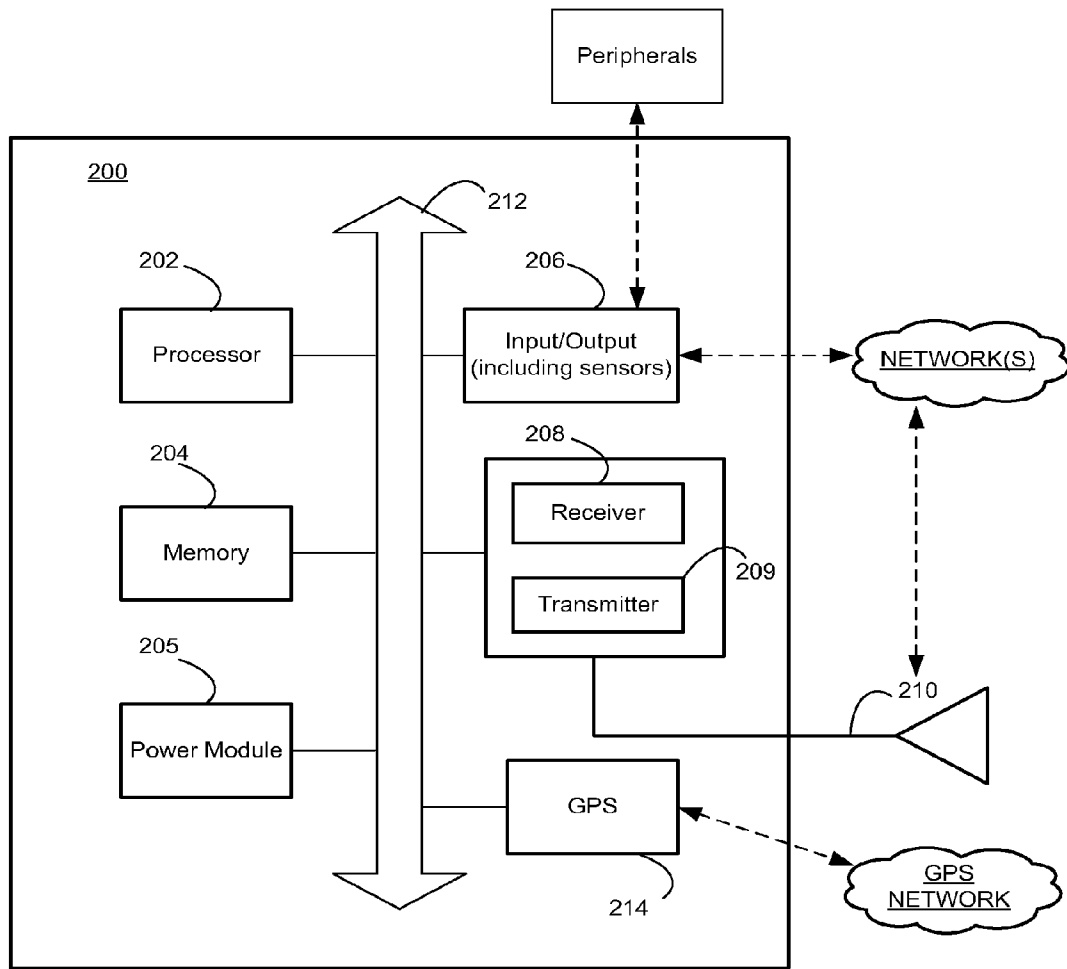 Peripherals
200
212
202
206
Processor
Input/Output
(including sensors)
NETWORK(S)
204
208
Memory
Receiver
209
Transmitter
205
210
Power Module
GPS
214
GPS
NETWORK